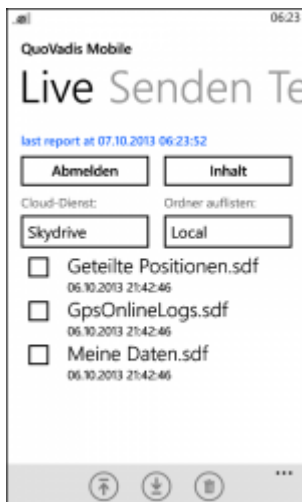 06:23
QuoVadis Mobile
Live Senden Te
last report at 07.10.2013 06:23:52
Abmelden Inhalt
Cloud-Dienst: Ordner auflisten:
Skydrive Local
Geteilte Positionen.sdf
06.10.2013 21:42:46
GpsOnlineLogs.sdf
06.10.2013 21:42:46
Meine Daten.sdf
06.10.2013 21:42:46